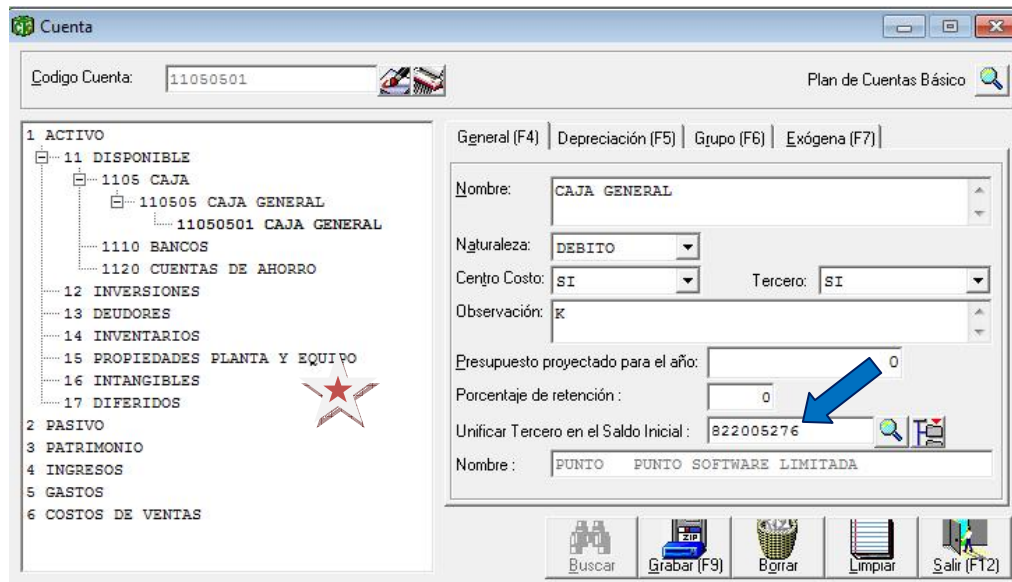 Cuenta
Codigo Cuenta: 11050501 Plan de Cuentas Básico
1 ACTIVO
11 DISPONIBLE
1105 CAJA
110505 CAJA GENERAL
11050501 CAJA GENERAL
1110 BANCOS
1120 CUENTAS DE AHORRO
12 INVERSIONES
13 DEUDORES
14 INVENTARIOS
15 PROPIEDADES PLANTA Y EQUIPO
16 INTANGIBLES
17 DIFERIDOS
2 PASIVO
3 PATRIMONIO
4 INGRESOS
5 GASTOS
6 COSTOS DE VENTAS
General (F4) Depreciación (F5) Grupo (F6) Exógena (F7)
Nombre: CAJA GENERAL
Naturaleza: DEBITO
Centro Costo: SI Tercero: SI
Observación: K
Presupuesto proyectado para el año: 0
Porcentaje de retención : 0
Unificar Tercero en el Saldo Inicial : 822005276
Nombre : PUNTO PUNTO SOFTWARE LIMITADA
ZIP
Buscar Grabar (F9) Borrar Limpiar Salir (F12)